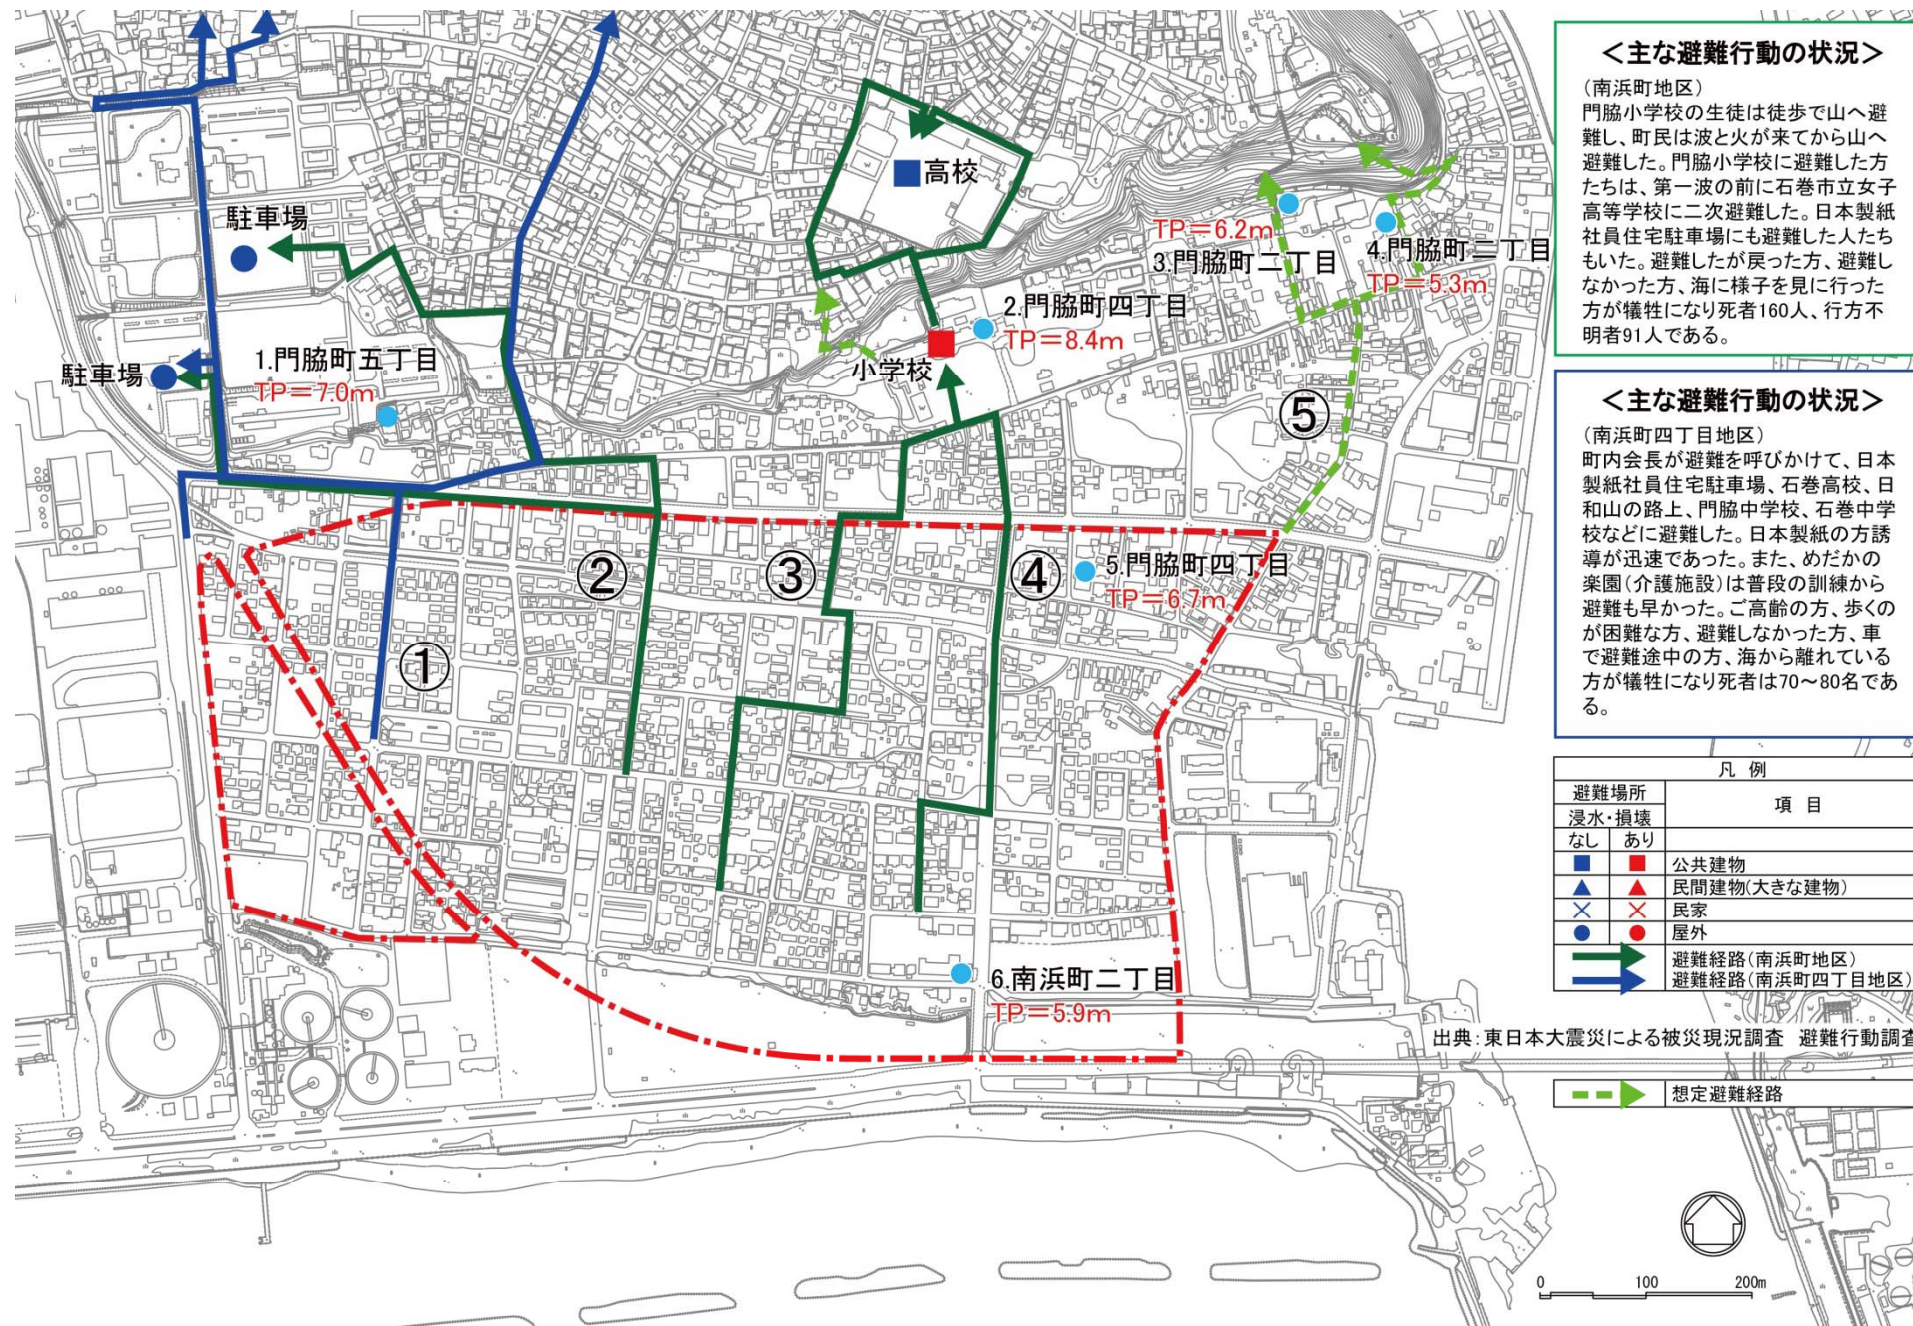 高校
駐車場
TP=6.2m
3.門脇町二丁目
4.門脇町二丁目
TP=5.3m
2.門脇町四丁目
TP=8.4m
小学校
1.門脇町五丁目
TP=7.0m
駐車場
⑤
②
③
④
5.門脇町四丁目
TP=6.7m
①
6.南浜町二丁目
TP=5.9m
<主な避難行動の状況>
(南浜町地区)
門脇小学校の生徒は徒歩で山へ避
難し、町民は波と火が来てから山へ
避難した。門脇小学校に避難した方
たちは、第一波の前に石巻市立女子
高等学校に二次避難した。日本製紙
社員住宅駐車場にも避難した人たち
もいた。避難したが戻った方、避難し
なかった方、海に様子を見に行った
方が犠牲になり死者160人、行方不
明者91人である。
<主な避難行動の状況>
(南浜町四丁目地区)
町内会長が避難を呼びかけて、日本
製紙社員住宅駐車場、石巻高校、日
和山の路上、門脇中学校、石巻中学
校などに避難した。日本製紙の方誘
導が迅速であった。また、めだかの
楽園(介護施設)は普段の訓練から
避難も早かった。ご高齢の方、歩くの
が困難な方、避難しなかった方、車
で避難途中の方、海から離れている
方が犠牲になり死者は70~80名であ
る。
凡 例
避難場所 項 目
浸水・損壊
なし あり
公共建物
民間建物(大きな建物)
民家
屋外
避難経路(南浜町地区)
避難経路(南浜町四丁目地区)
出典:東日本大震災による被災現況調査 避難行動調査
想定避難経路
0 100 200m